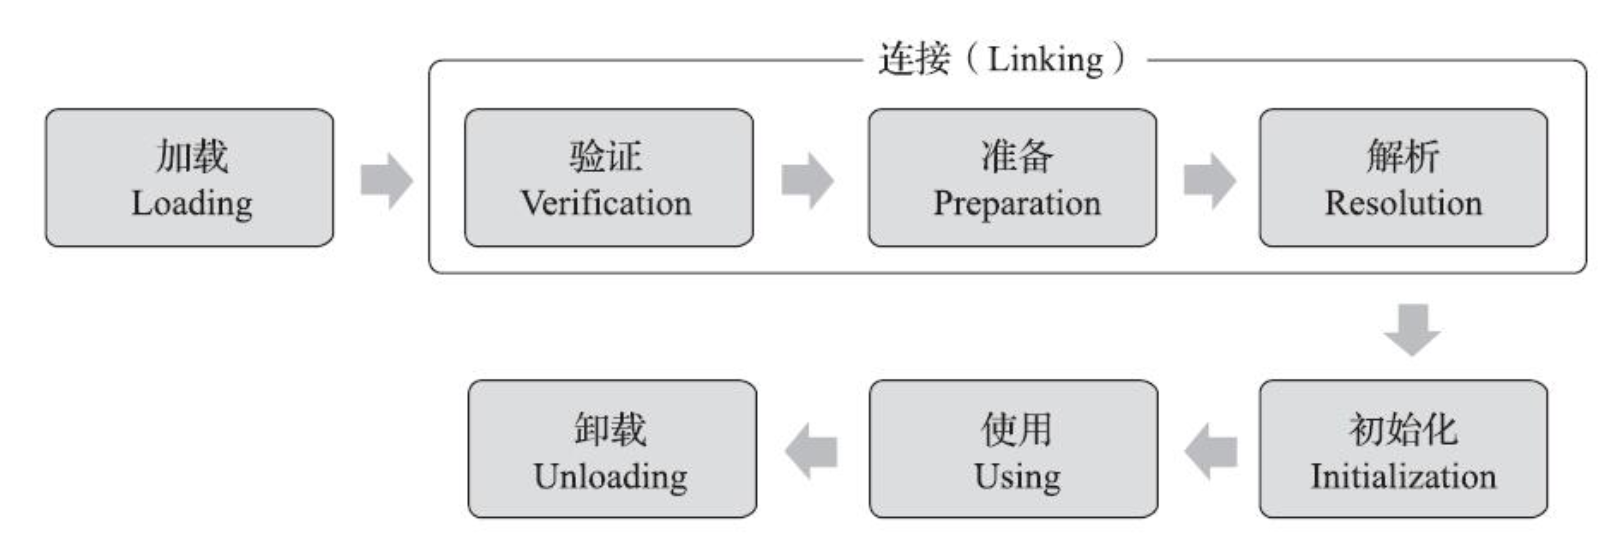 连接（Linking）
加载
Loading
验证
Verification
准备
Preparation
解析
Resolution
初始化
Initialization
使用
Using
卸载
Unloading